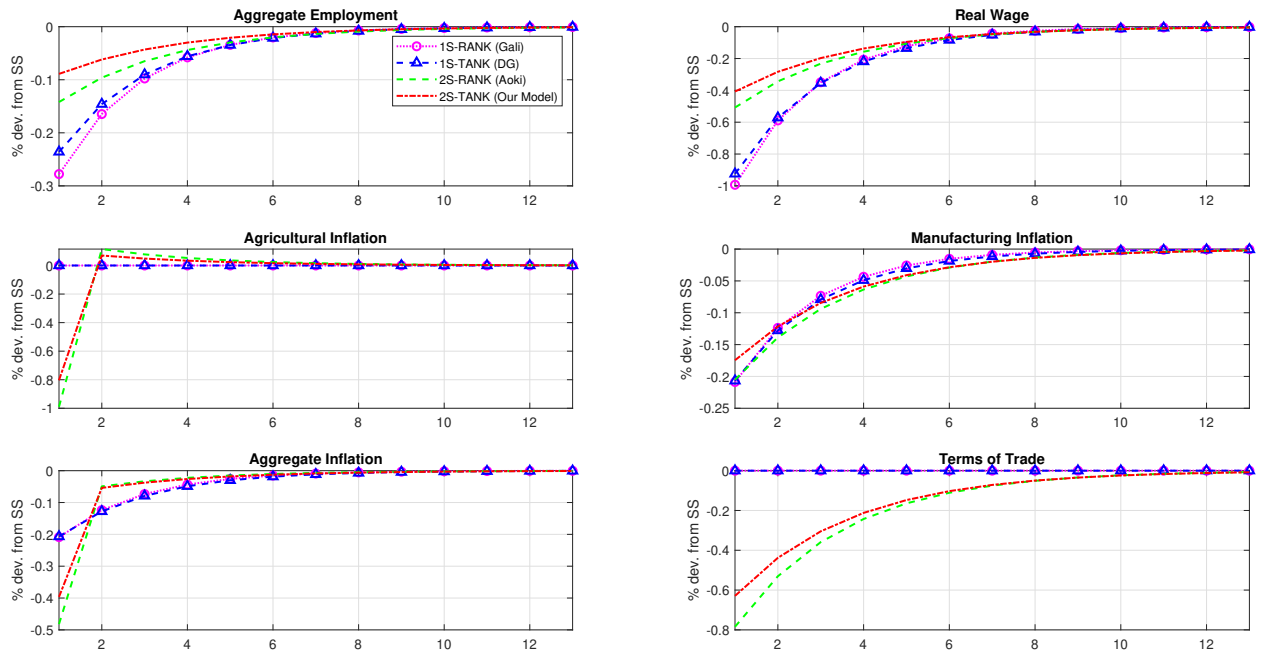 Aggregate Employment
% dev. from SS
0
-0.1
-0.2
-0.3
2 4 6 8 10 12
1S-RANK (Gali)
1S-TANK (DG)
2S-RANK (Aoki)
2S-TANK (Our Model)
Real Wage
% dev. from SS
0
-0.2
-0.4
-0.6
-0.8
-1
2 4 6 8 10 12
Agricultural Inflation
% dev. from SS
0
-0.2
-0.4
-0.6
-0.8
-1
2 4 6 8 10 12
Manufacturing Inflation
% dev. from SS
0
-0.05
-0.1
-0.15
-0.2
-0.25
2 4 6 8 10 12
Aggregate Inflation
% dev. from SS
0
-0.1
-0.2
-0.3
-0.4
-0.5
2 4 6 8 10 12
Terms of Trade
% dev. from SS
0
-0.2
-0.4
-0.6
-0.8
2 4 6 8 10 12